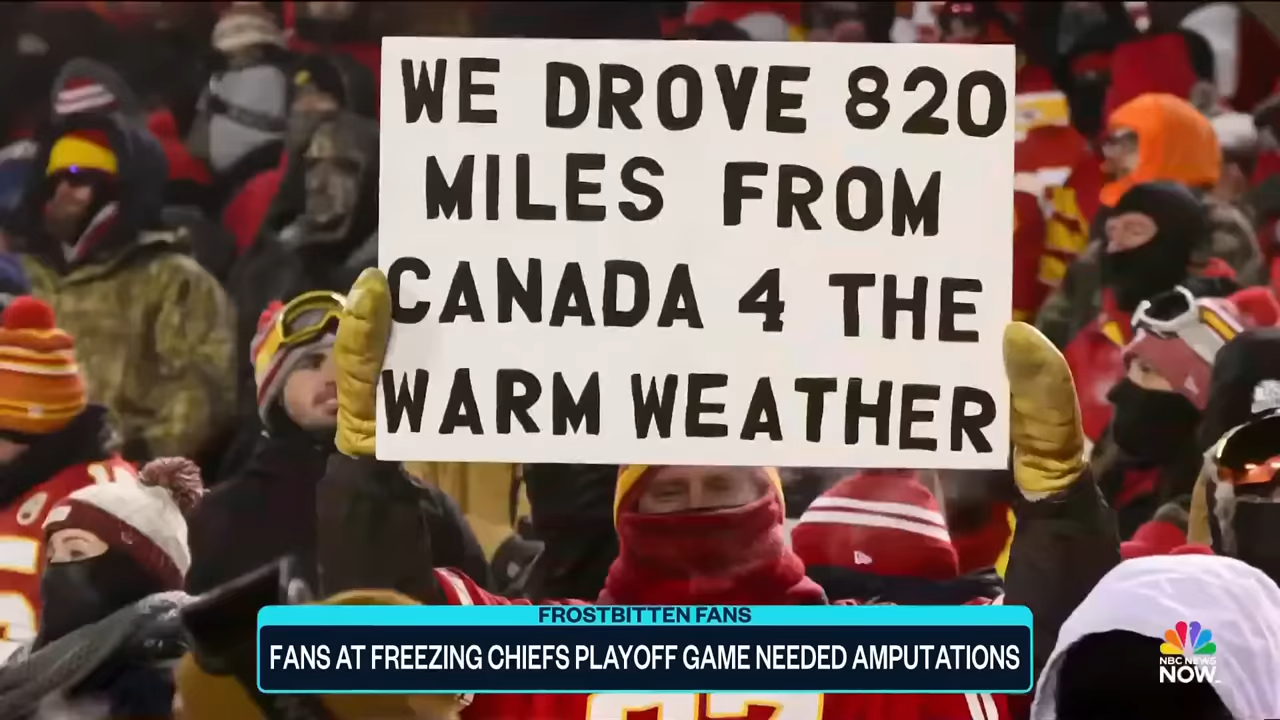 WE DROVE 820
MILES FROM
CANADA 4 THE
WARM WEATHER
FROSTBITTEN FANS
FANS AT FREEZING CHIEFS PLAYOFF GAME NEEDED AMPUTATIONS
NBC NEWS
NOW